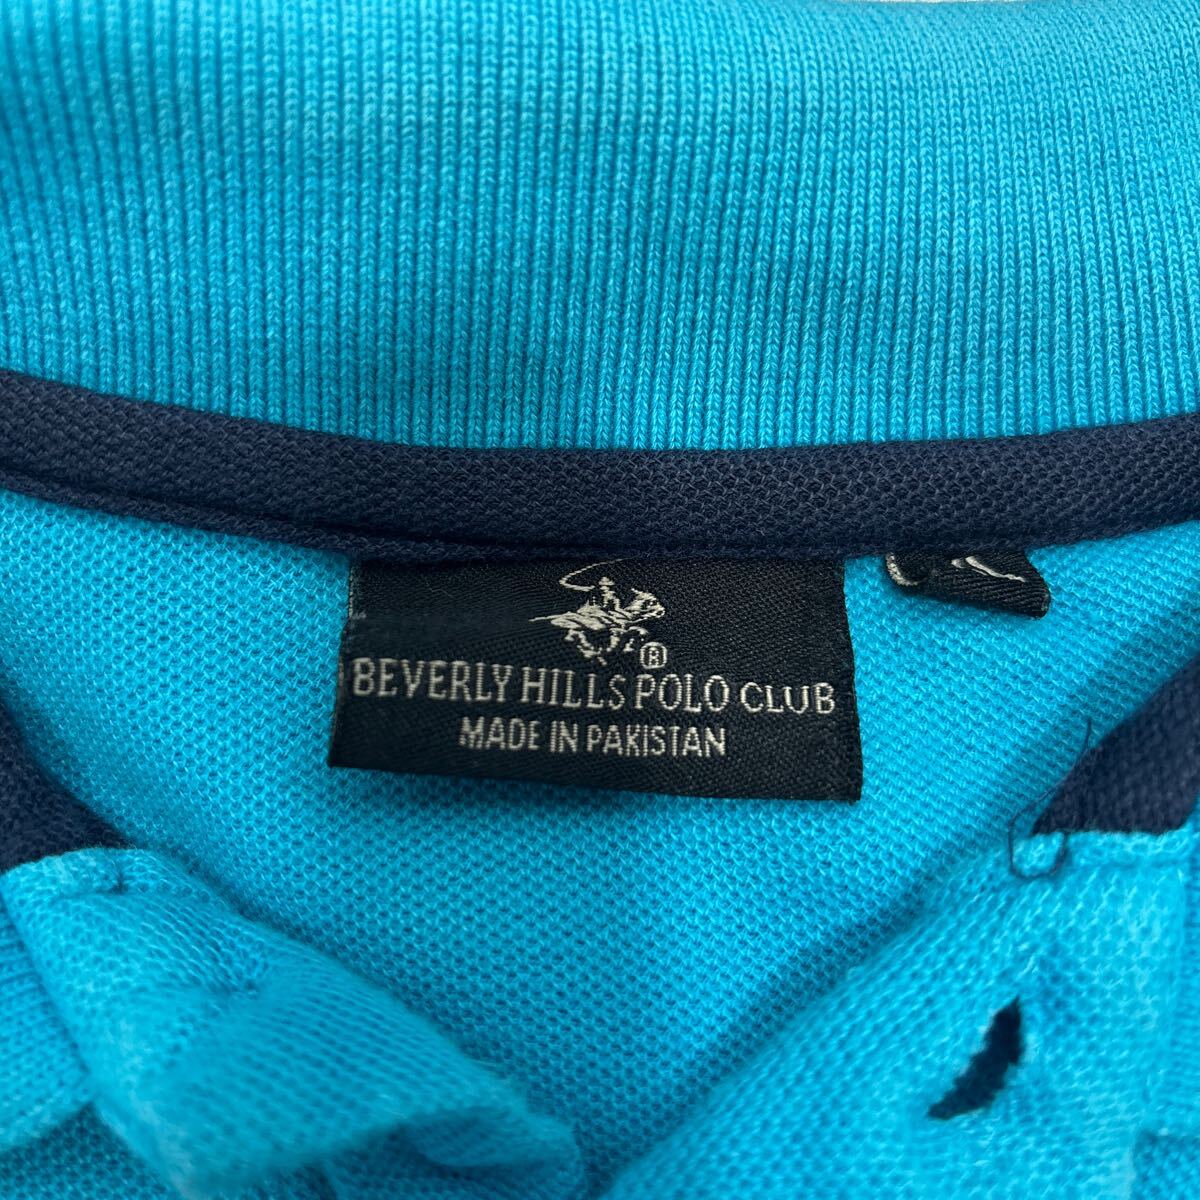 ®
BEVERLY HILLS POLO CLUB
MADE IN PAKISTAN